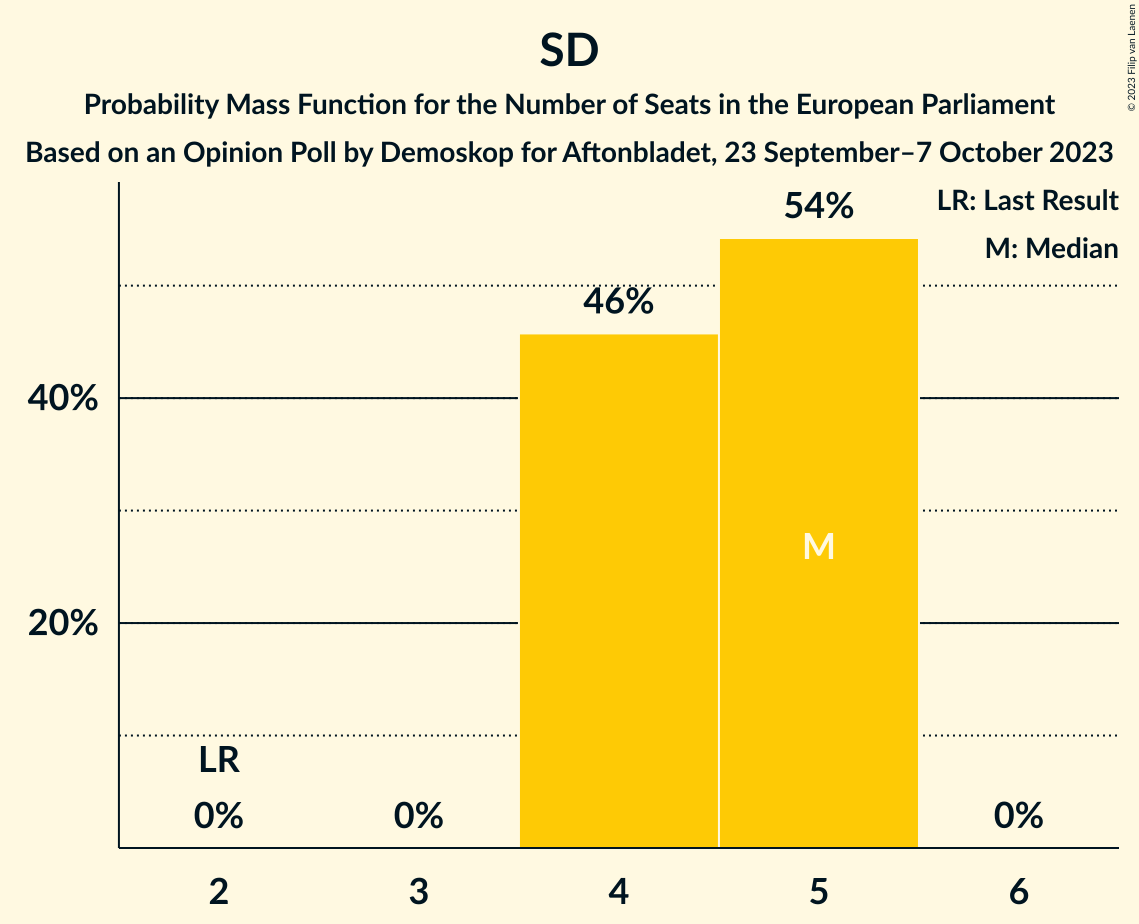 SD
Probability Mass Function for the Number of Seats in the European Parliament
Based on an Opinion Poll by Demoskop for Aftonbladet, 23 September–7 October 2023
© 2023 Filip van Laenen
LR: Last Result
M: Median
54%
46%
40%
20%
M
LR
0%
0%
0%
2
3
4
5
6